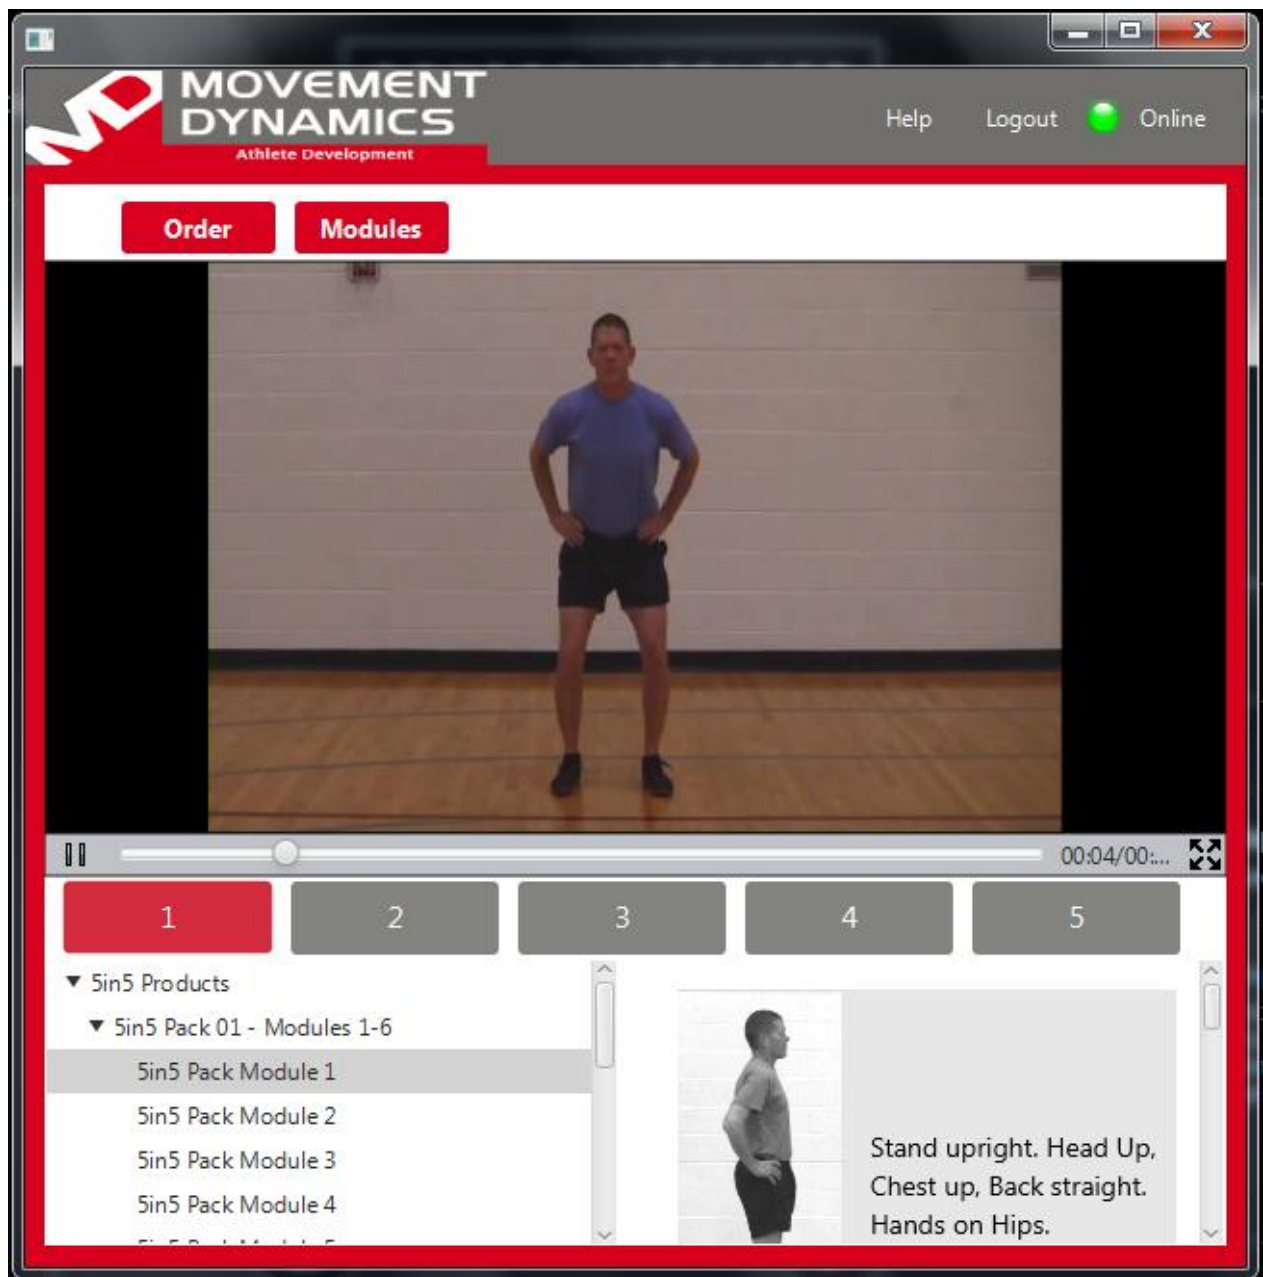 MOVEMENT
DYNAMICS
Athlete Development
Help Logout Online
Order Modules
00:04/00:...
1 2 3 4 5
5in5 Products
5in5 Pack 01 - Modules 1-6
5in5 Pack Module 1
5in5 Pack Module 2
5in5 Pack Module 3
5in5 Pack Module 4
Stand upright. Head Up,
Chest up, Back straight.
Hands on Hips.